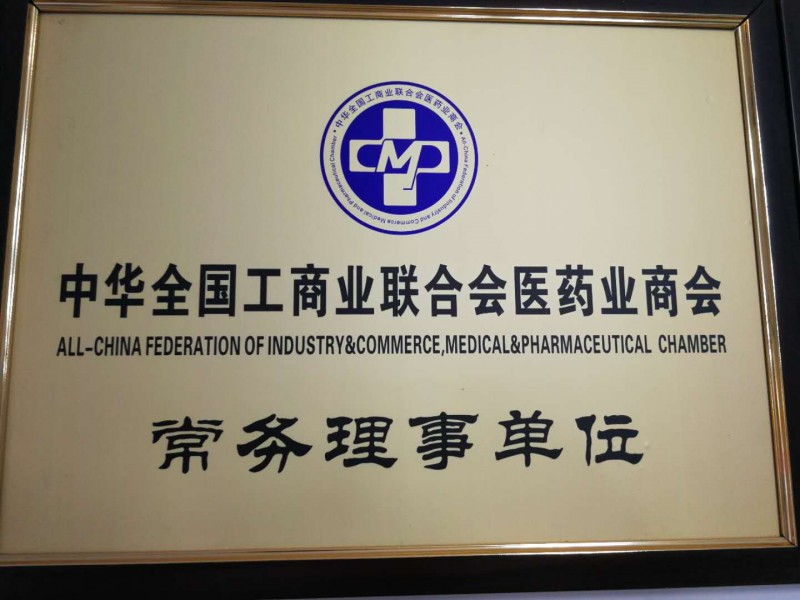 中华全国工商业联合会医药业商会
All-China Federation of Industry and Commerce Medical and Pharmaceutical Chamber
CMP
中华全国工商业联合会医药业商会
ALL-CHINA FEDERATION OF INDUSTRY&COMMERCE,MEDICAL&PHARMACEUTICAL CHAMBER
常务理事单位